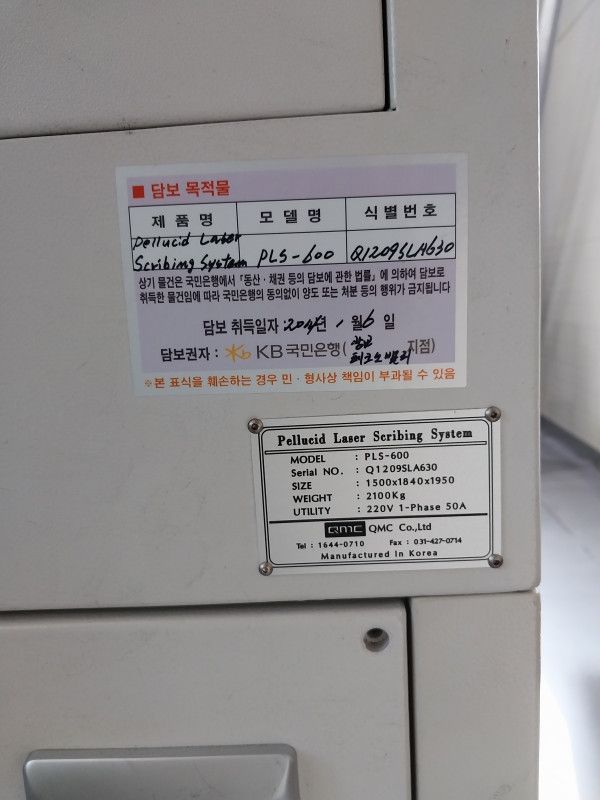 ■ 담보 목적물
제 품 명 모 델 명 식 별 번 호
Pellucid Laser
Scribing System PLS-600 Q1209SLA630
상기 물건은 국민은행에서 「동산·채권 등의 담보에 관한 법률」에 의하여 담보로
취득한 물건임에 따라 국민은행의 동의없이 양도 또는 처분 등의 행위가 금지됩니다
담보 취득일자 : 년 1 월 6 일
담보권자 : KB 국민은행( 지점)
테크노밸리
※ 본 표식을 훼손하는 경우 민·형사상 책임이 부과될 수 있음
Pellucid Laser Scribing System
MODEL : PLS-600
Serial NO. : Q1209SLA630
SIZE : 1500x1840x1950
WEIGHT : 2100Kg
UTILITY : 220V 1-Phase 50A
QMC QMC Co.,Ltd
Tel : 1644-0710 Fax : 031-427-0714
Manufactured In Korea